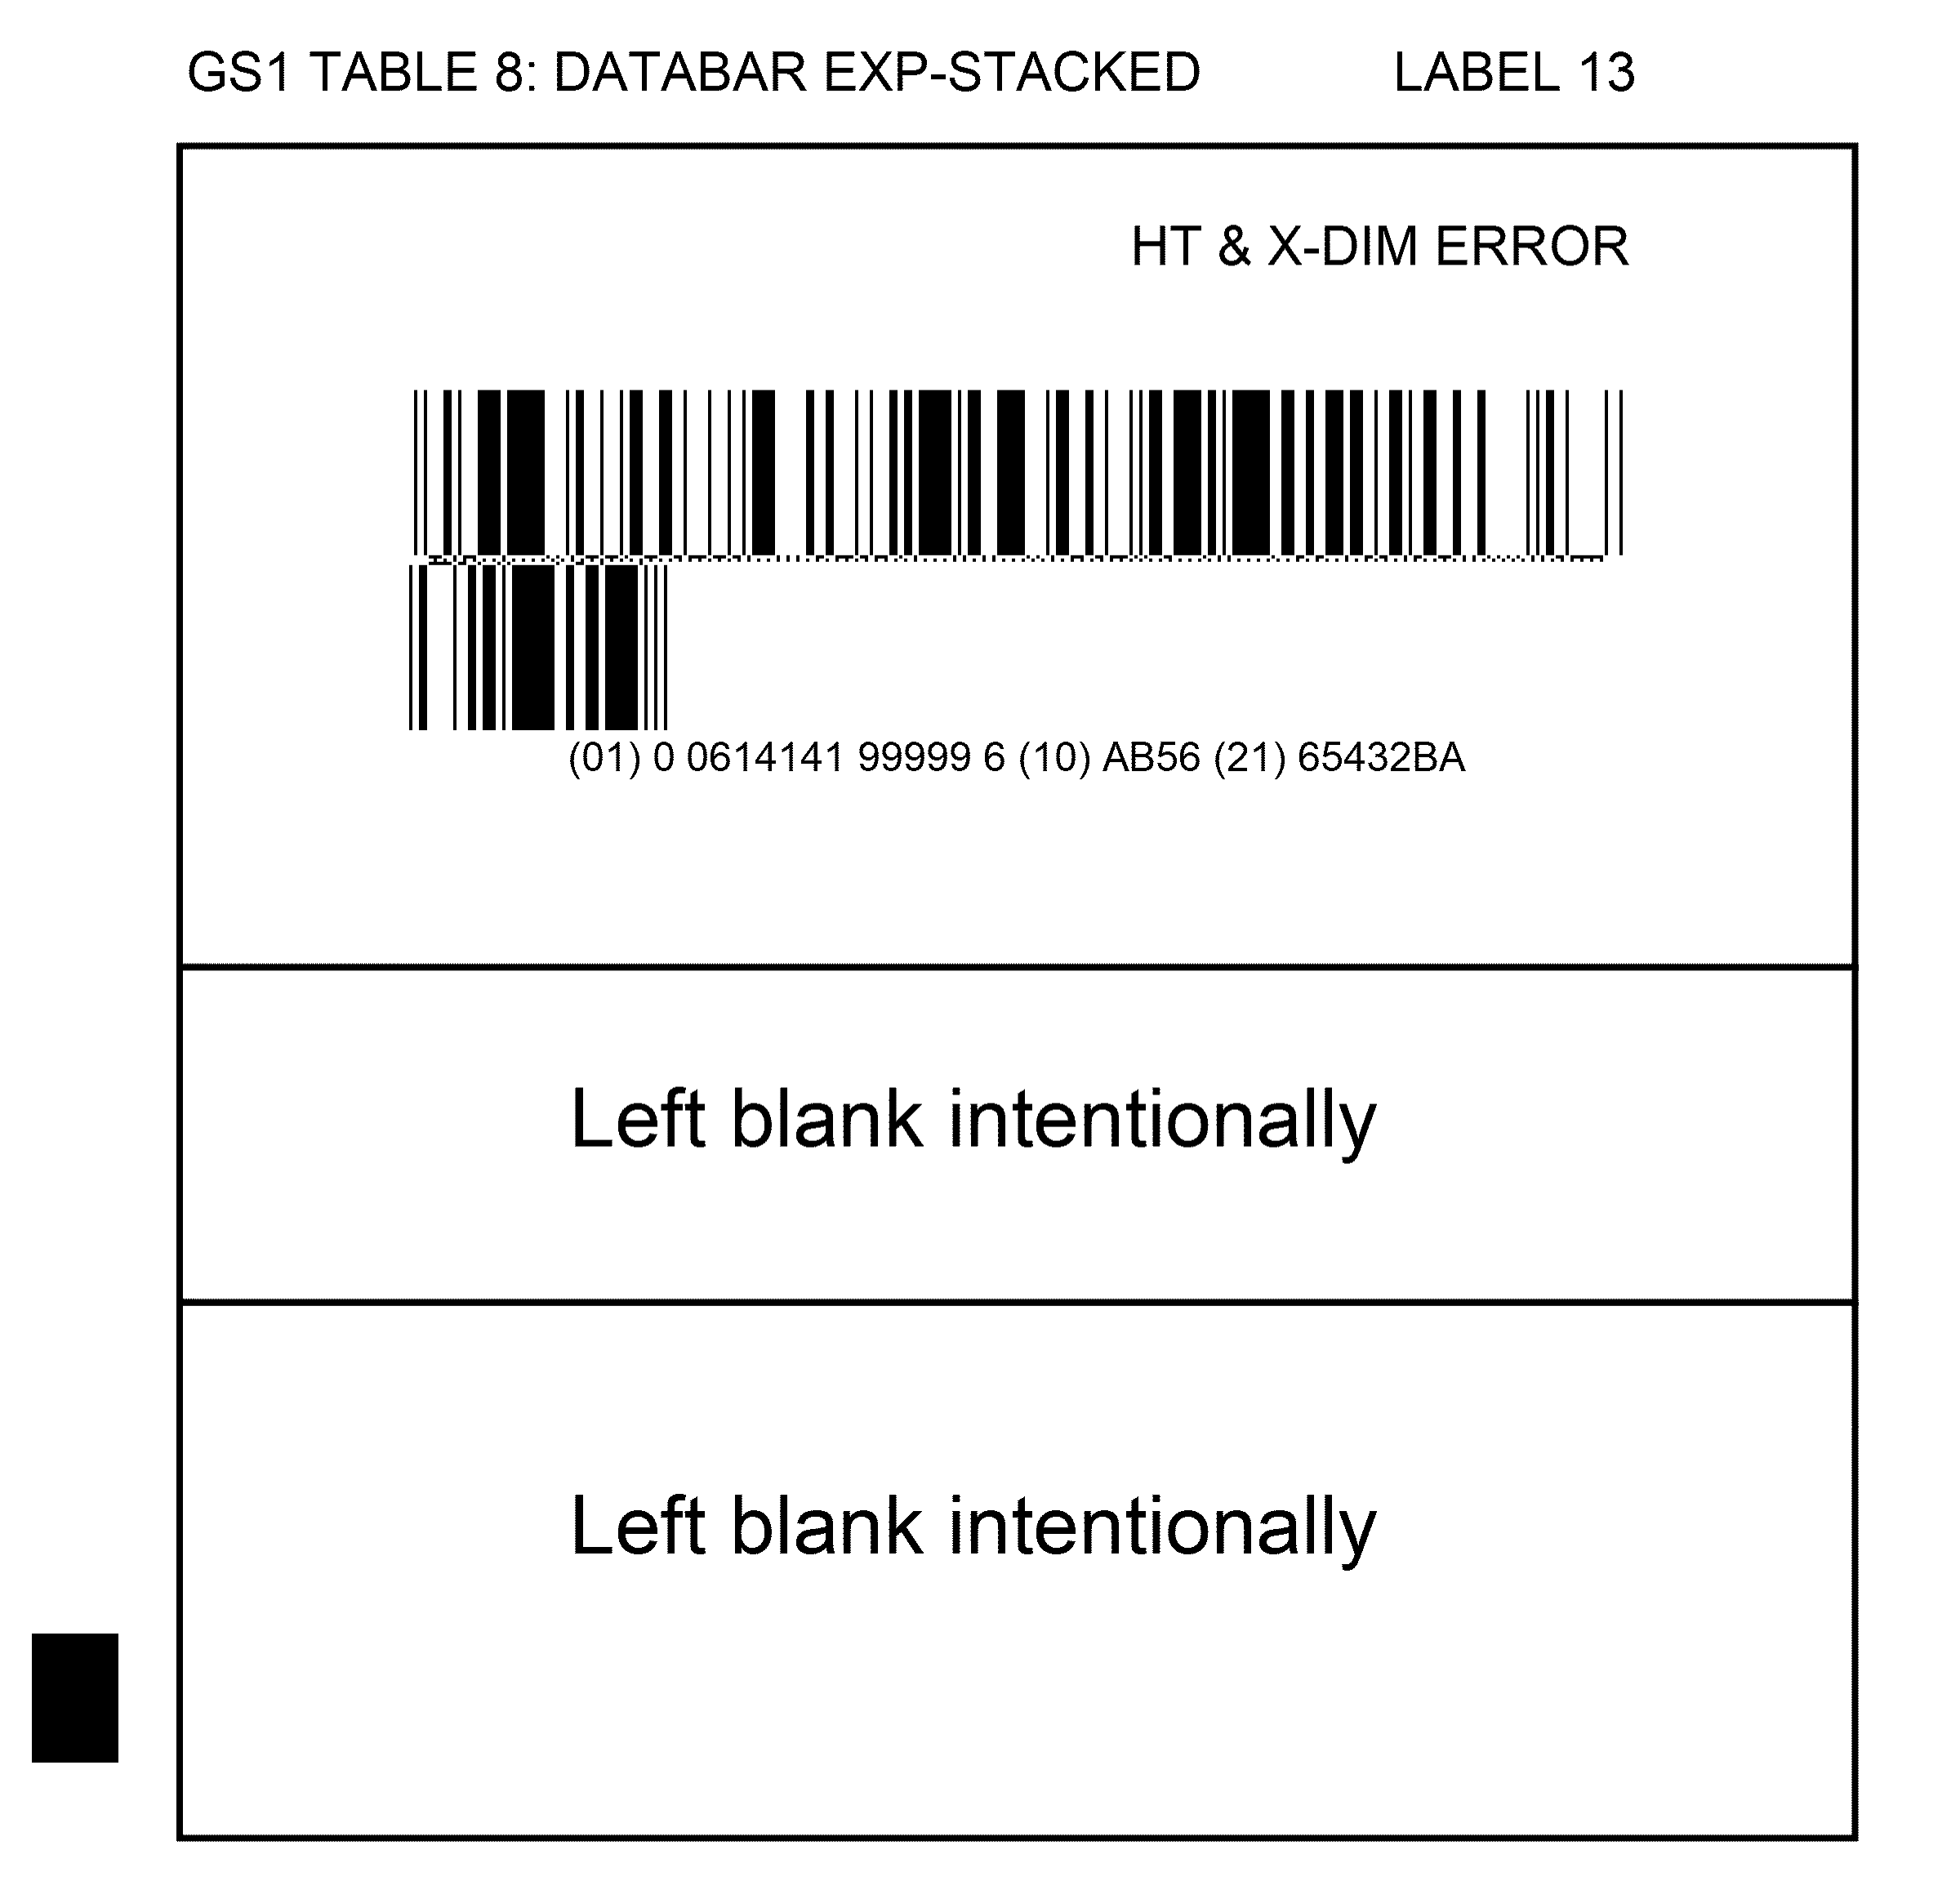 GS1 TABLE 8: DATABAR EXP-STACKED LABEL 13
HT & X-DIM ERROR
(01) 0 0614141 99999 6 (10) AB56 (21) 65432BA
Left blank intentionally
Left blank intentionally